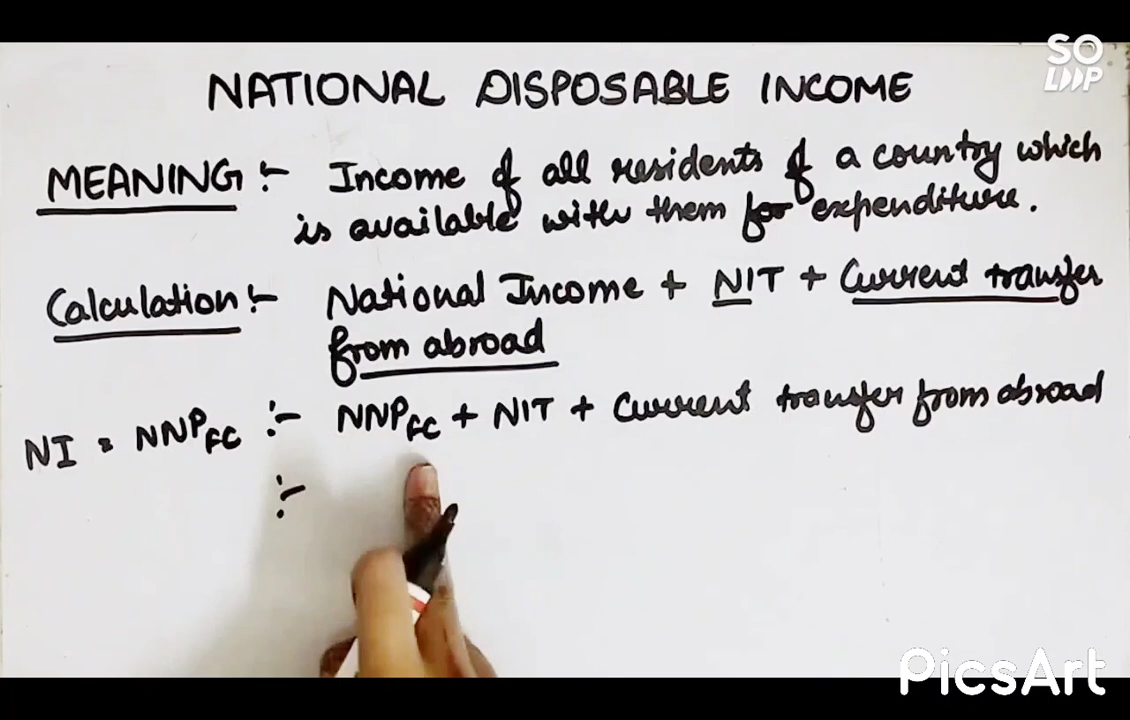 SO
LOOP
NATIONAL DISPOSABLE INCOME
MEANING :- Income of all residents of a country which
is available with them for expenditure.
Calculation :- National Income + NIT + Current transfer
from abroad
NI = NNPFC :- NNPFC + NIT + Current transfer from abroad
:-
PicsArt